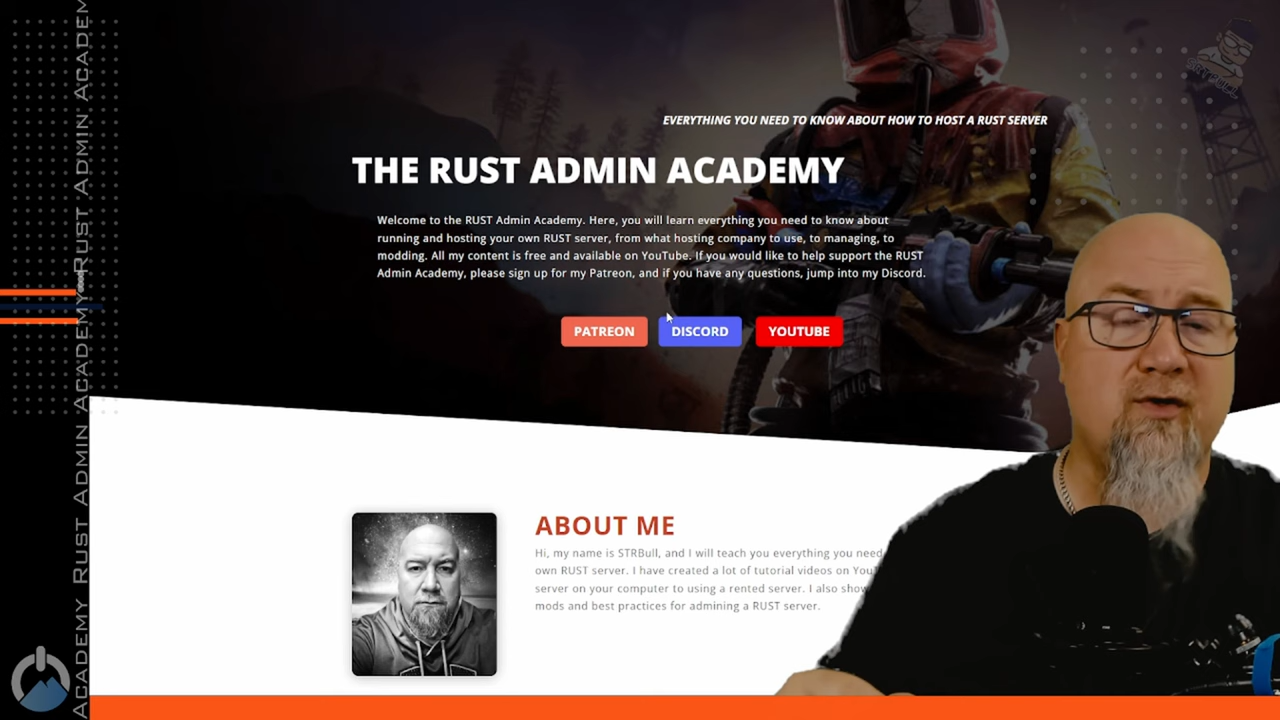 EVERYTHING YOU NEED TO KNOW ABOUT HOW TO HOST A RUST SERVER
THE RUST ADMIN ACADEMY
Welcome to the RUST Admin Academy. Here, you will learn everything you need to know about
running and hosting your own RUST server, from what hosting company to use, to managing, to
modding. All my content is free and available on YouTube. If you would like to help support the RUST
Admin Academy, please sign up for my Patreon, and if you have any questions, jump into my Discord.
PATREON
DISCORD
YOUTUBE
ABOUT ME
Hi, my name is STRBull, and I will teach you everything you need
own RUST server. I have created a lot of tutorial videos on
server on your computer to using a rented server. I also show
mods and best practices for admining a RUST server.
ACADEMY RUST ADMIN ACADEMY RUST ADMIN ACADEM